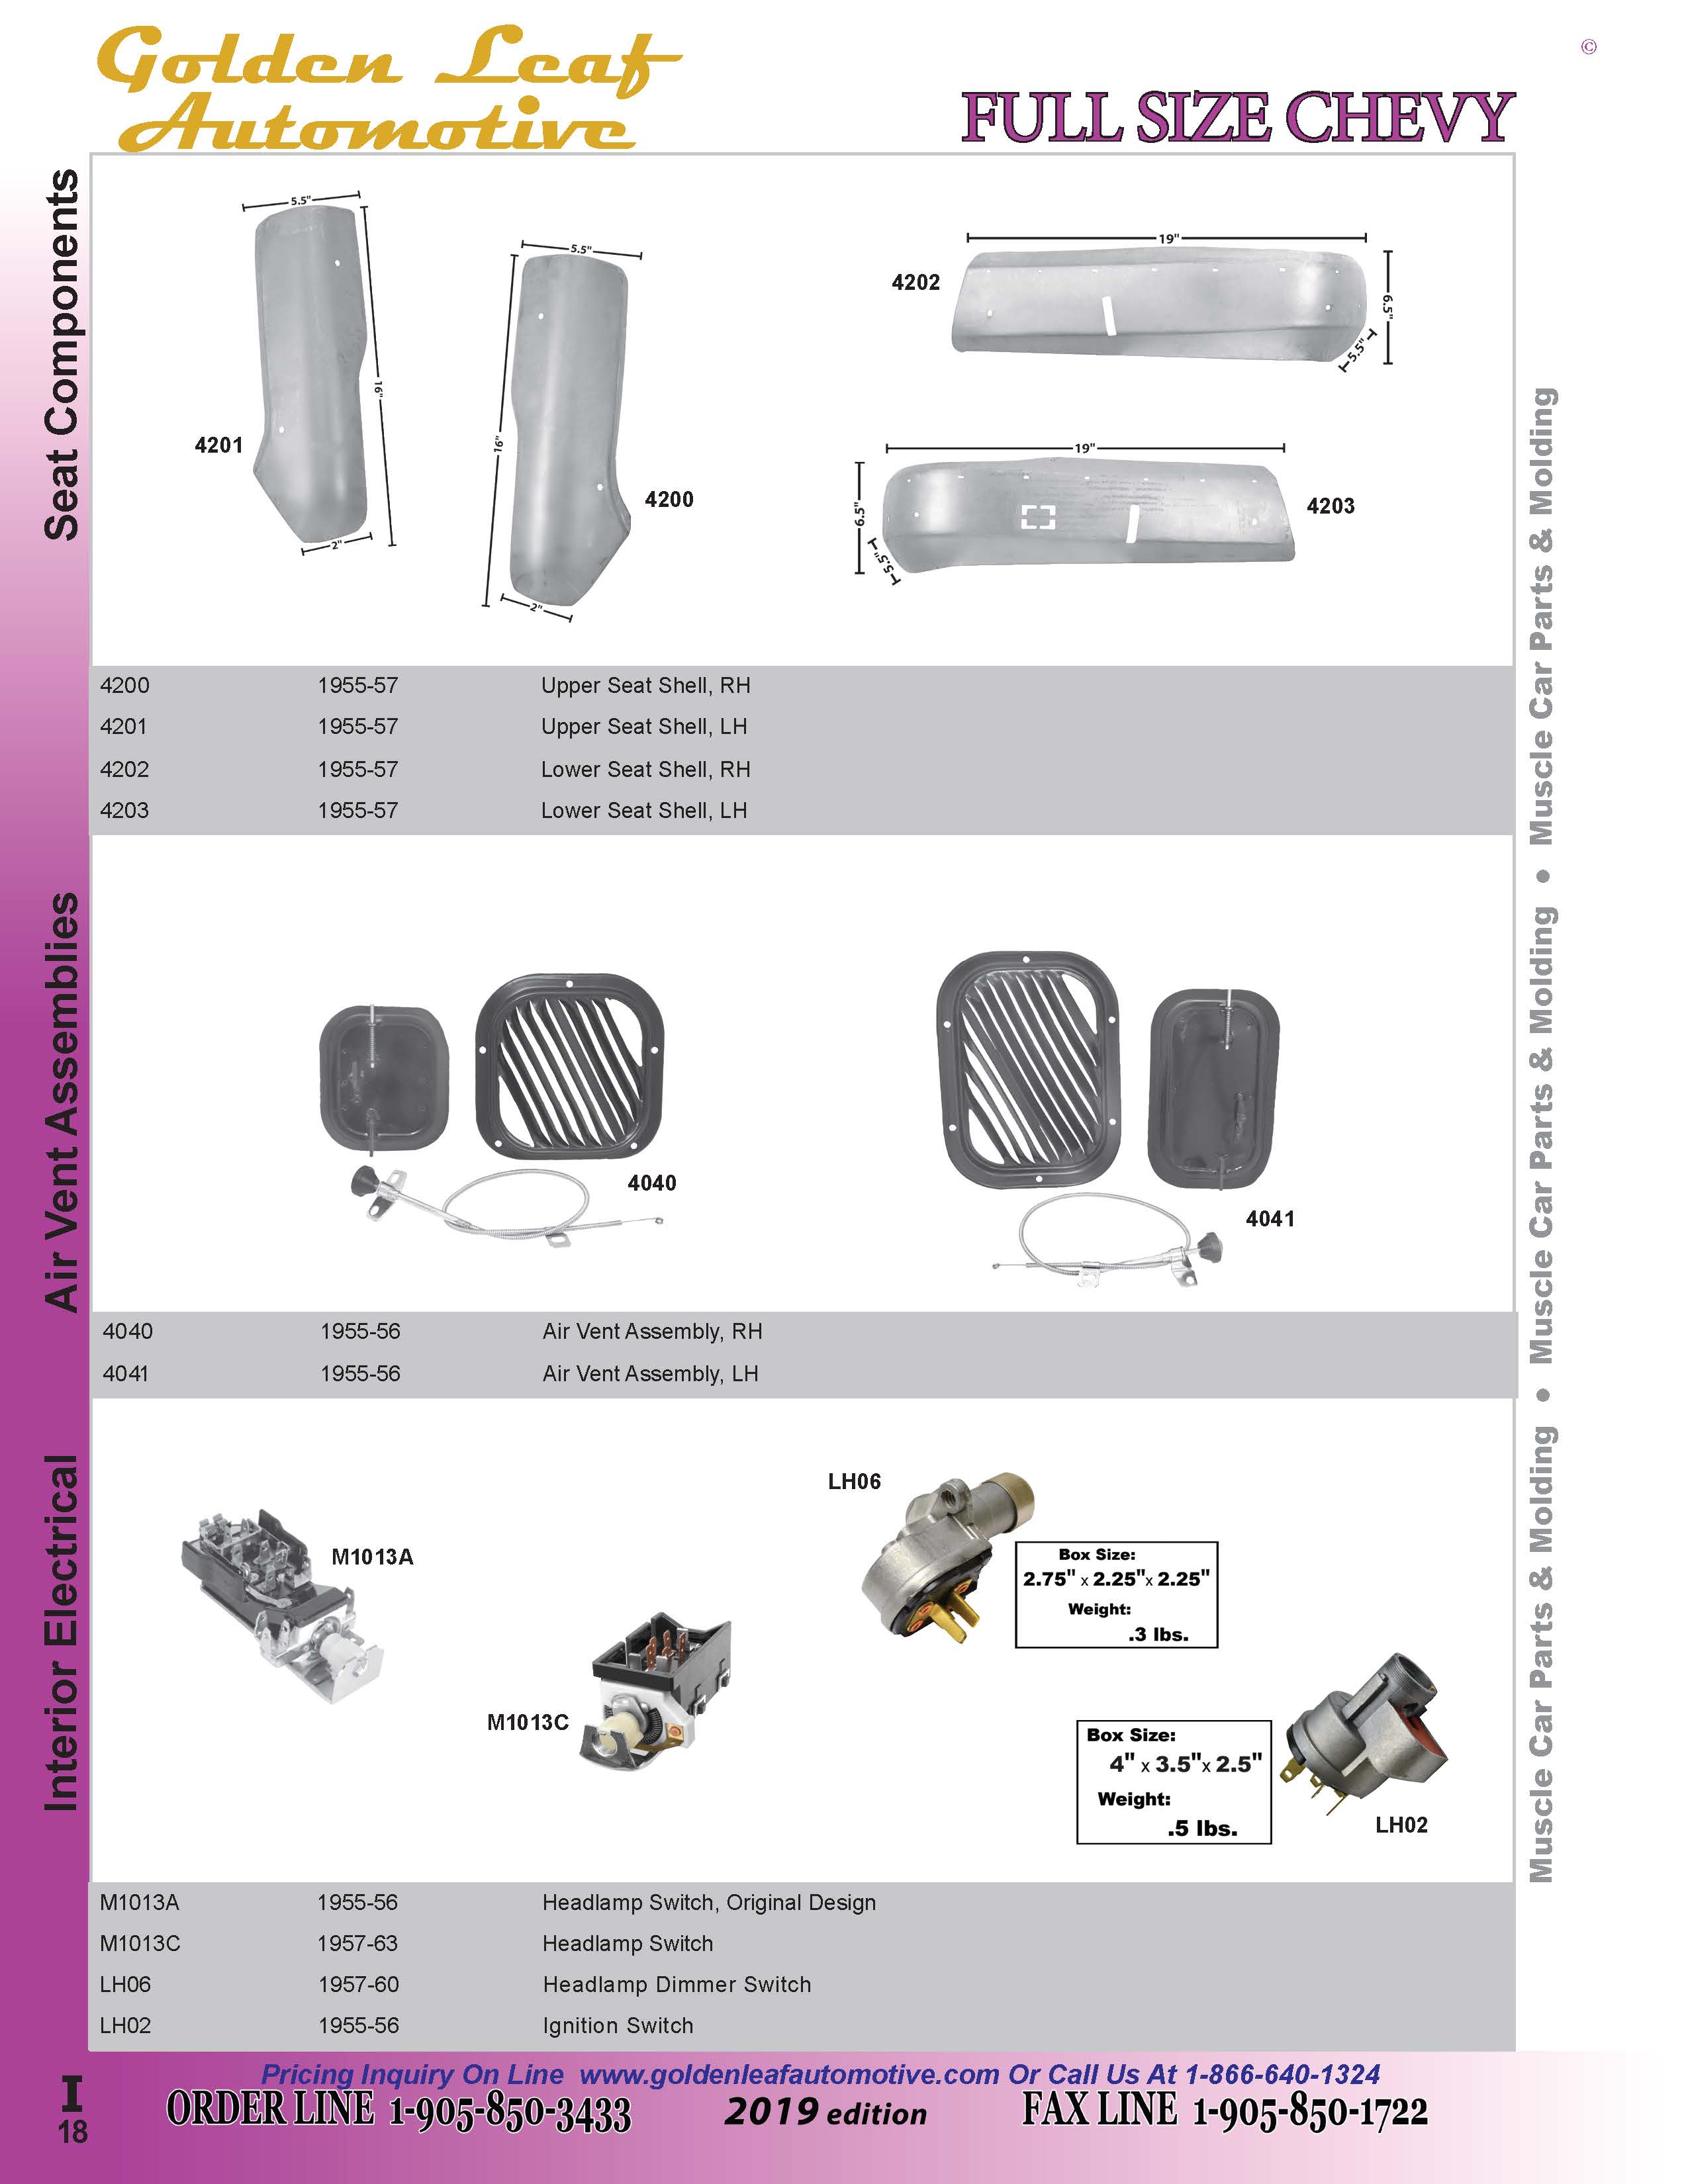 Golden Leaf
Automotive
©
FULL SIZE CHEVY
Seat Components
5.5"
16"
2"
4201
5.5"
16"
2"
4200
4202
19"
6.5"
5.5"
19"
6.5"
5.5"
4203
4200 1955-57 Upper Seat Shell, RH
4201 1955-57 Upper Seat Shell, LH
4202 1955-57 Lower Seat Shell, RH
4203 1955-57 Lower Seat Shell, LH
Air Vent Assemblies
4040
4041
4040 1955-56 Air Vent Assembly, RH
4041 1955-56 Air Vent Assembly, LH
Interior Electrical
M1013A
M1013C
LH06
Box Size:
2.75" x 2.25"x 2.25"
Weight:
.3 lbs.
Box Size:
4" x 3.5"x 2.5"
Weight:
.5 lbs.
LH02
M1013A 1955-56 Headlamp Switch, Original Design
M1013C 1957-63 Headlamp Switch
LH06 1957-60 Headlamp Dimmer Switch
LH02 1955-56 Ignition Switch
Muscle Car Parts & Molding • Muscle Car Parts & Molding • Muscle Car Parts & Molding
Pricing Inquiry On Line www.goldenleafautomotive.com Or Call Us At 1-866-640-1324
ORDER LINE 1-905-850-3433 2019 edition FAX LINE 1-905-850-1722
I
18